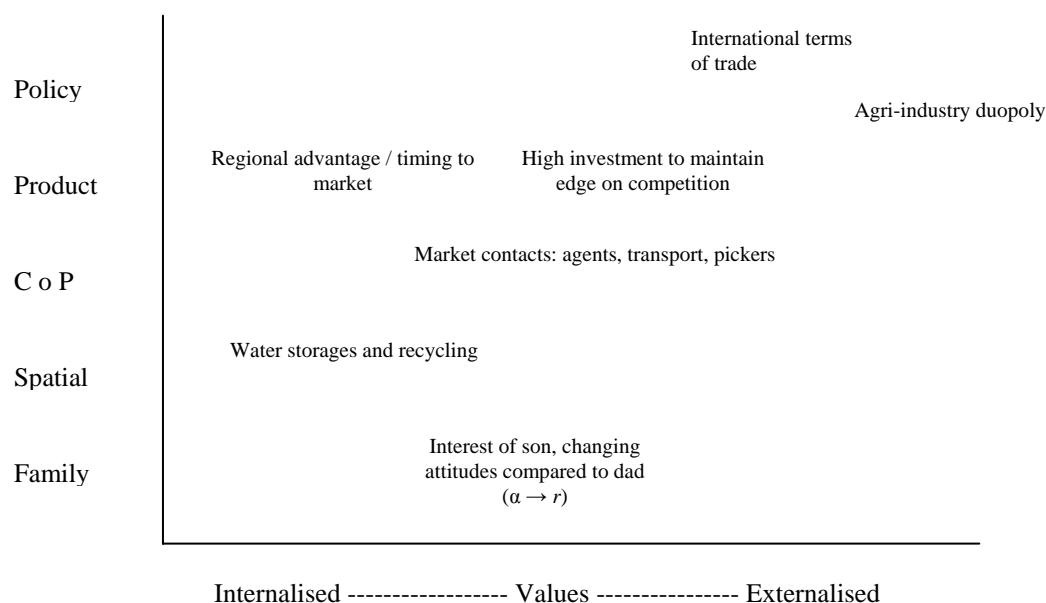 International terms
of trade
Policy
Agri-industry duopoly
Regional advantage / timing to
market
High investment to maintain
edge on competition
Product
Market contacts: agents, transport, pickers
C o P
Water storages and recycling
Spatial
Interest of son, changing
attitudes compared to dad
(α → r)
Family
Internalised ------------------ Values ---------------- Externalised